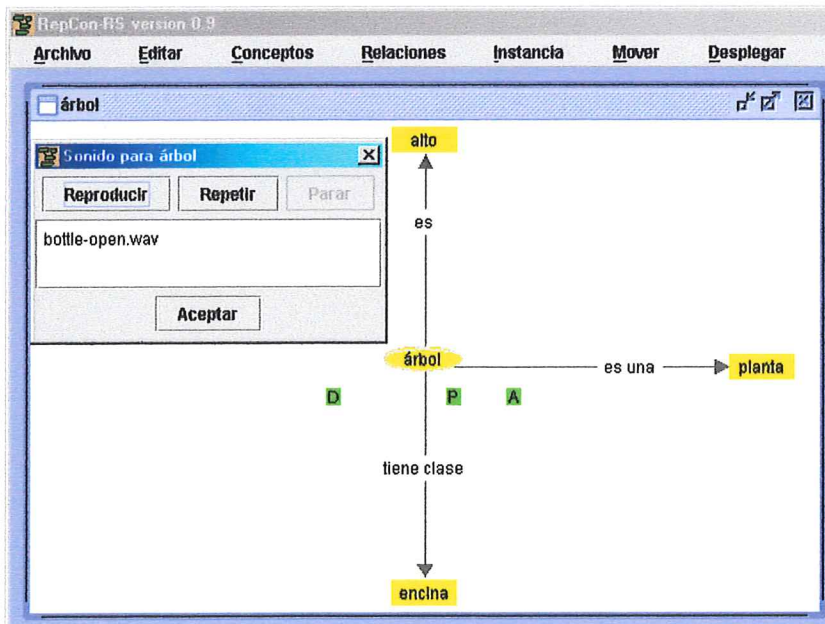 RepCon-RS version 0.9
Archivo Editar Conceptos Relaciones Instancia Mover Desplegar
árbol
alto
Sonido para árbol
Reproducir Repetir Parar
es
bottle-open.wav
Aceptar
árbol
es una
planta
D P A
tiene clase
encina